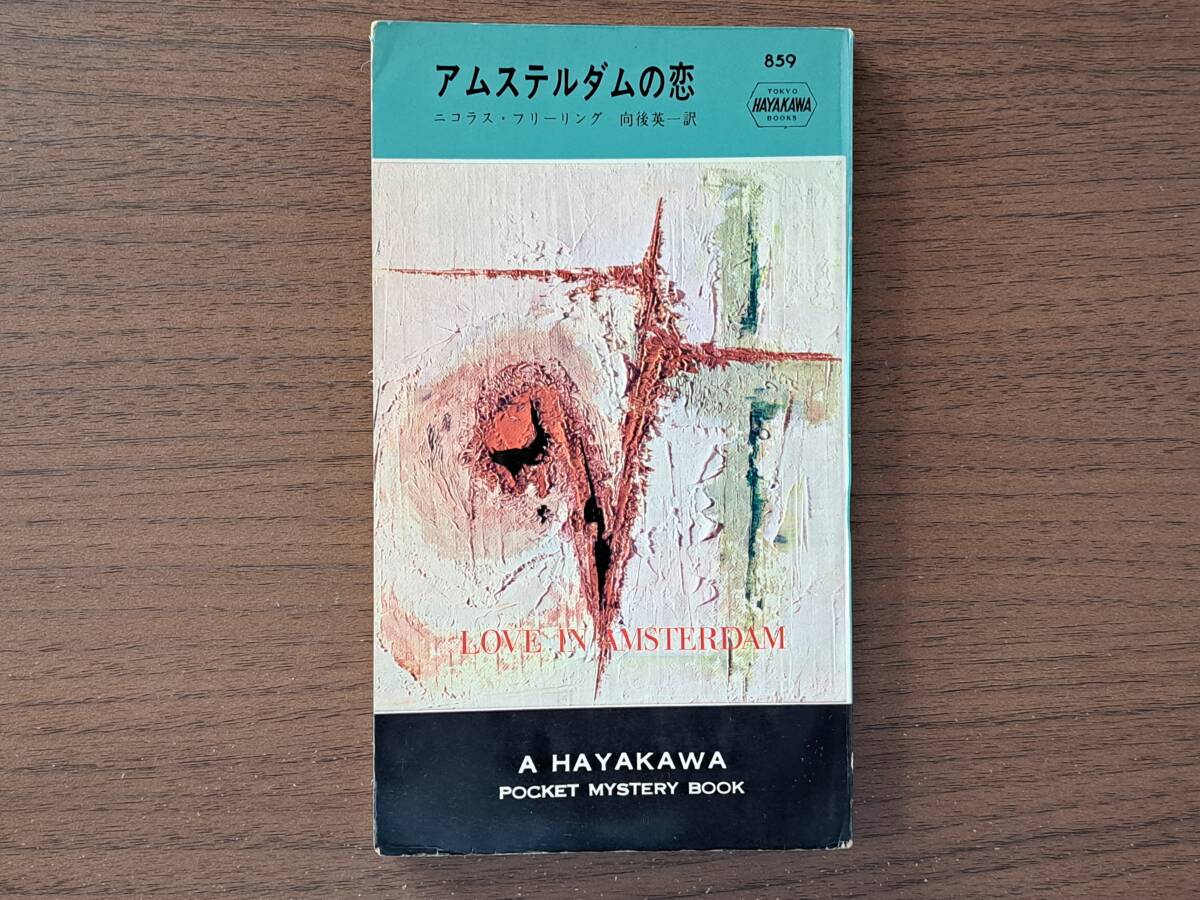 アムステルダムの恋
ニコラス・フリーリング 向後英一訳
859
TOKYO
HAYAKAWA
BOOKS
LOVE IN AMSTERDAM
A HAYAKAWA
POCKET MYSTERY BOOK